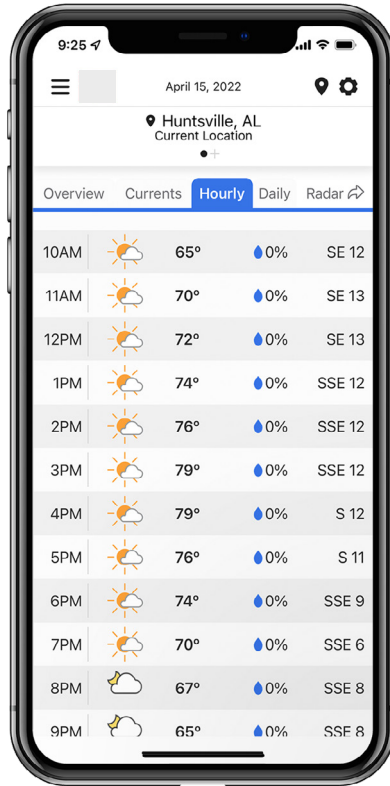 9:25
April 15, 2022
Huntsville, AL
Current Location
Overview Currents Hourly Daily Radar
10AM 65° 0% SE 12
11AM 70° 0% SE 13
12PM 72° 0% SE 13
1PM 74° 0% SSE 12
2PM 76° 0% SSE 12
3PM 79° 0% SSE 12
4PM 79° 0% S 12
5PM 76° 0% S 11
6PM 74° 0% SSE 9
7PM 70° 0% SSE 6
8PM 67° 0% SSE 8
9PM 65° 0% SSE 8